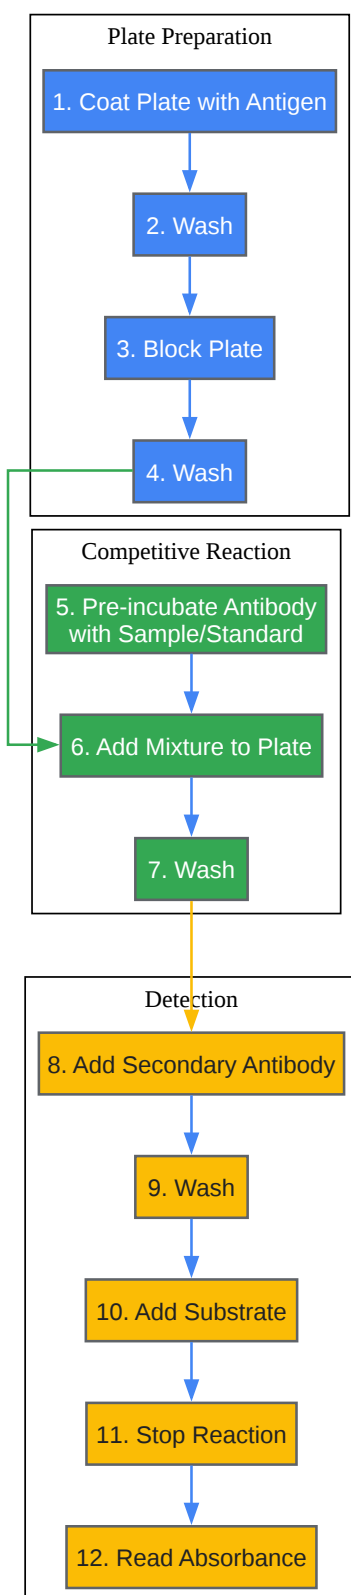 Plate Preparation
1. Coat Plate with Antigen
2. Wash
3. Block Plate
4. Wash
Competitive Reaction
5. Pre-incubate Antibody
with Sample/Standard
6. Add Mixture to Plate
7. Wash
Detection
8. Add Secondary Antibody
9. Wash
10. Add Substrate
11. Stop Reaction
12. Read Absorbance